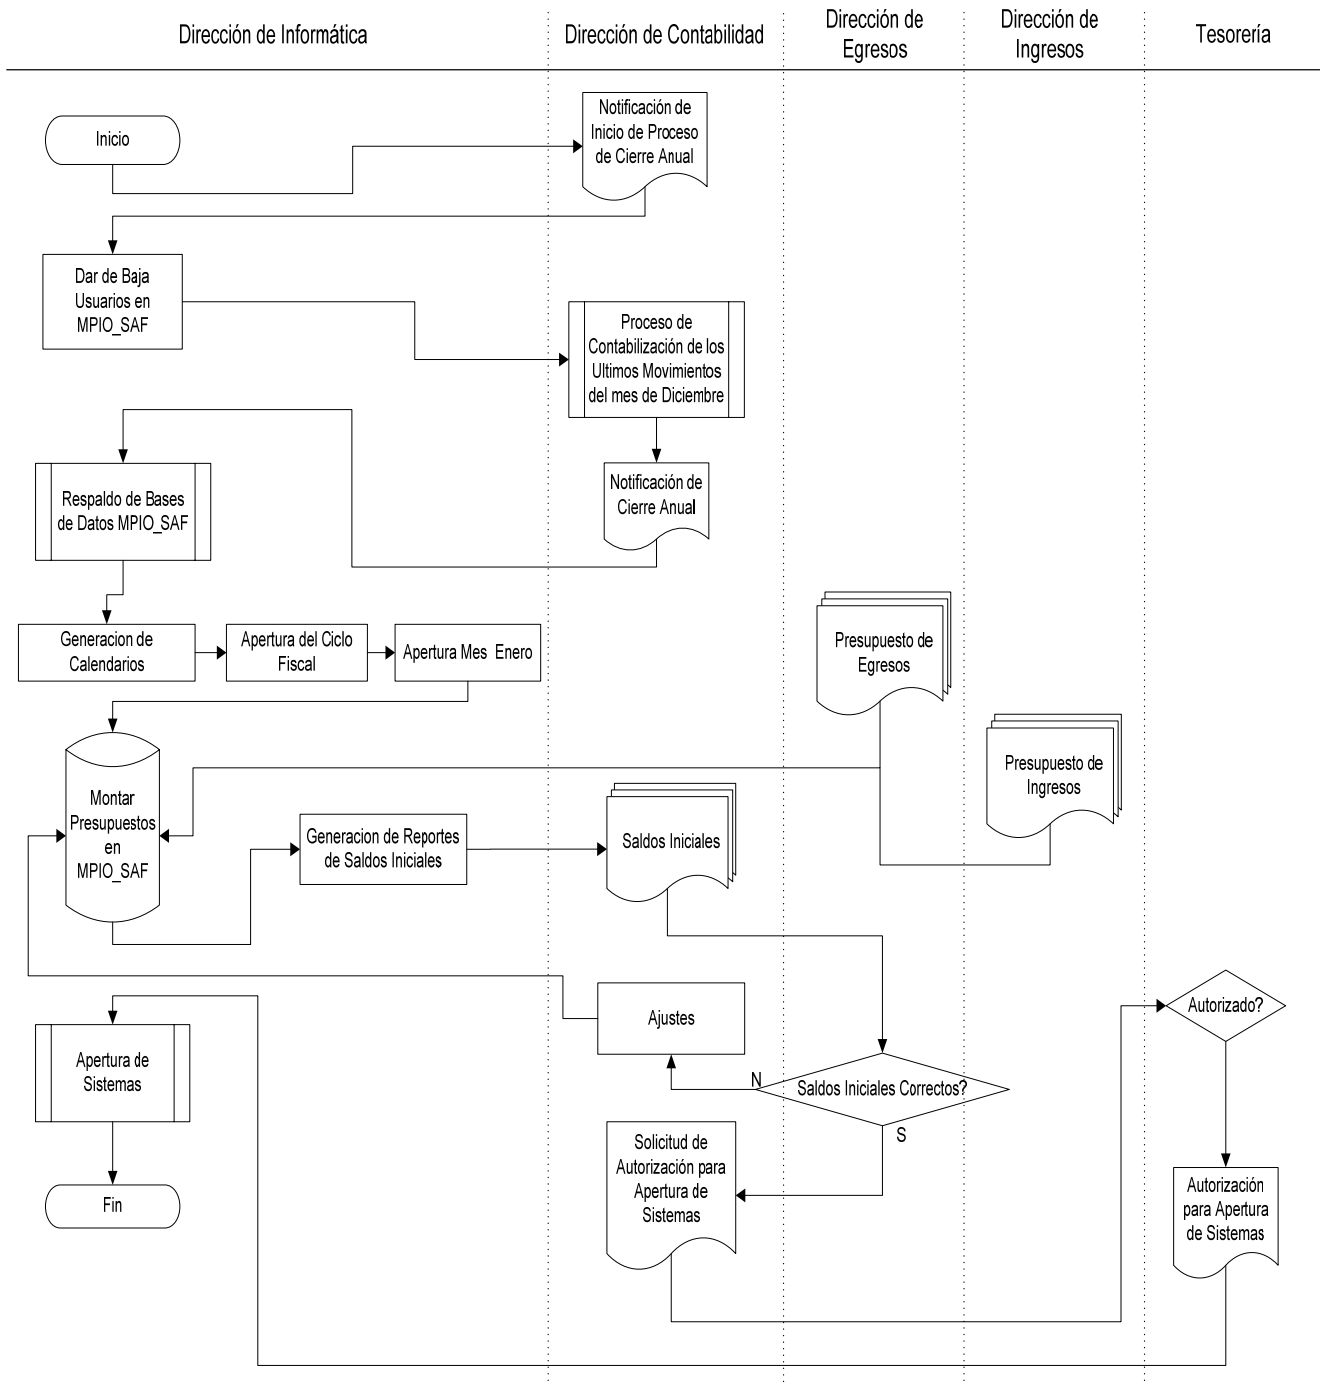 Dirección de Informática
Dirección de Contabilidad
Dirección de
Egresos
Dirección de
Ingresos
Tesorería
Inicio
Notificación de
Inicio de Proceso
de Cierre Anual
Dar de Baja
Usuarios en
MPIO_SAF
Proceso de
Contabilización de los
Ultimos Movimientos
del mes de Diciembre
Respaldo de Bases
de Datos MPIO_SAF
Notificación de
Cierre Anual
Generacion de
Calendarios
Apertura del Ciclo
Fiscal
Apertura Mes Enero
Presupuesto de
Egresos
Presupuesto de
Ingresos
Montar
Presupuestos
en
MPIO_SAF
Generacion de Reportes
de Saldos Iniciales
Saldos Iniciales
Ajustes
Autorizado?
Apertura de
Sistemas
N
Saldos Iniciales Correctos?
S
Solicitud de
Autorización para
Apertura de
Sistemas
Autorización
para Apertura
de Sistemas
Fin